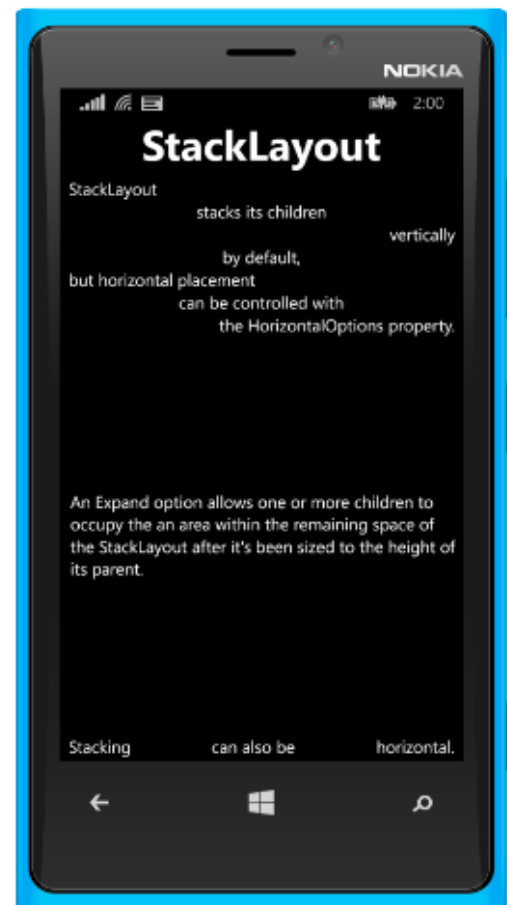 NOKIA
2:00
StackLayout
StackLayout
stacks its children
vertically
by default,
but horizontal placement
can be controlled with
the HorizontalOptions property.
An Expand option allows one or more children to
occupy the an area within the remaining space of
the StackLayout after it's been sized to the height of
its parent.
Stacking can also be horizontal.